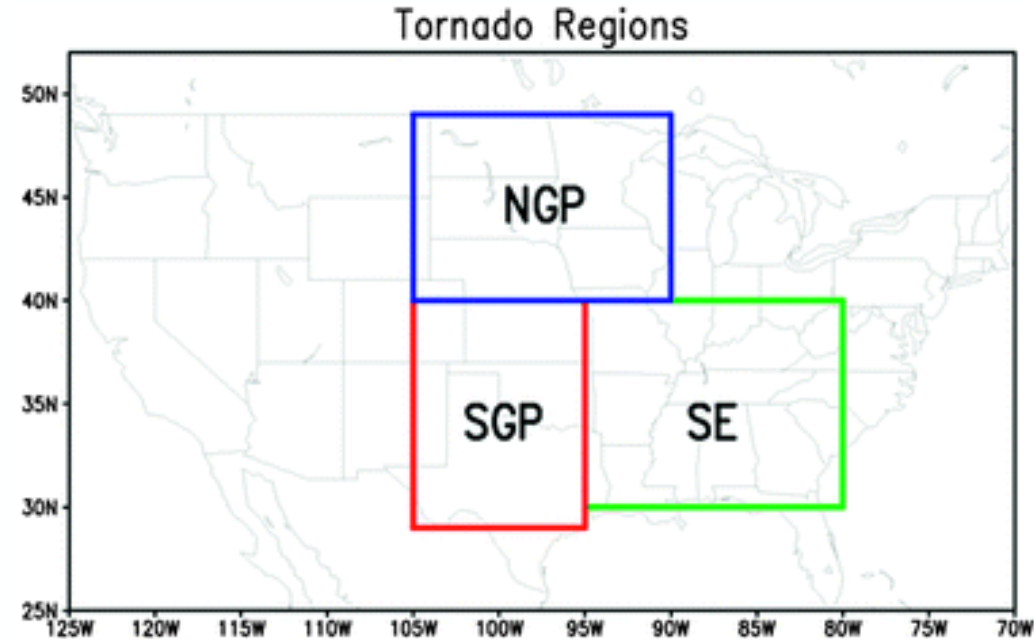 Tornado Regions
50N
45N
40N
35N
30N
25N
NGP
SGP
SE
125W 120W 115W 110W 105W 100W 95W 90W 85W 80W 75W 70W